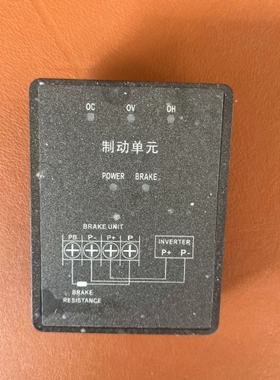 OC OV OH
制动单元
POWER BRAKE
BRAKE UNIT
PB P- P+ P
INVERTER
P+ P-
BRAKE
RESISTANCE